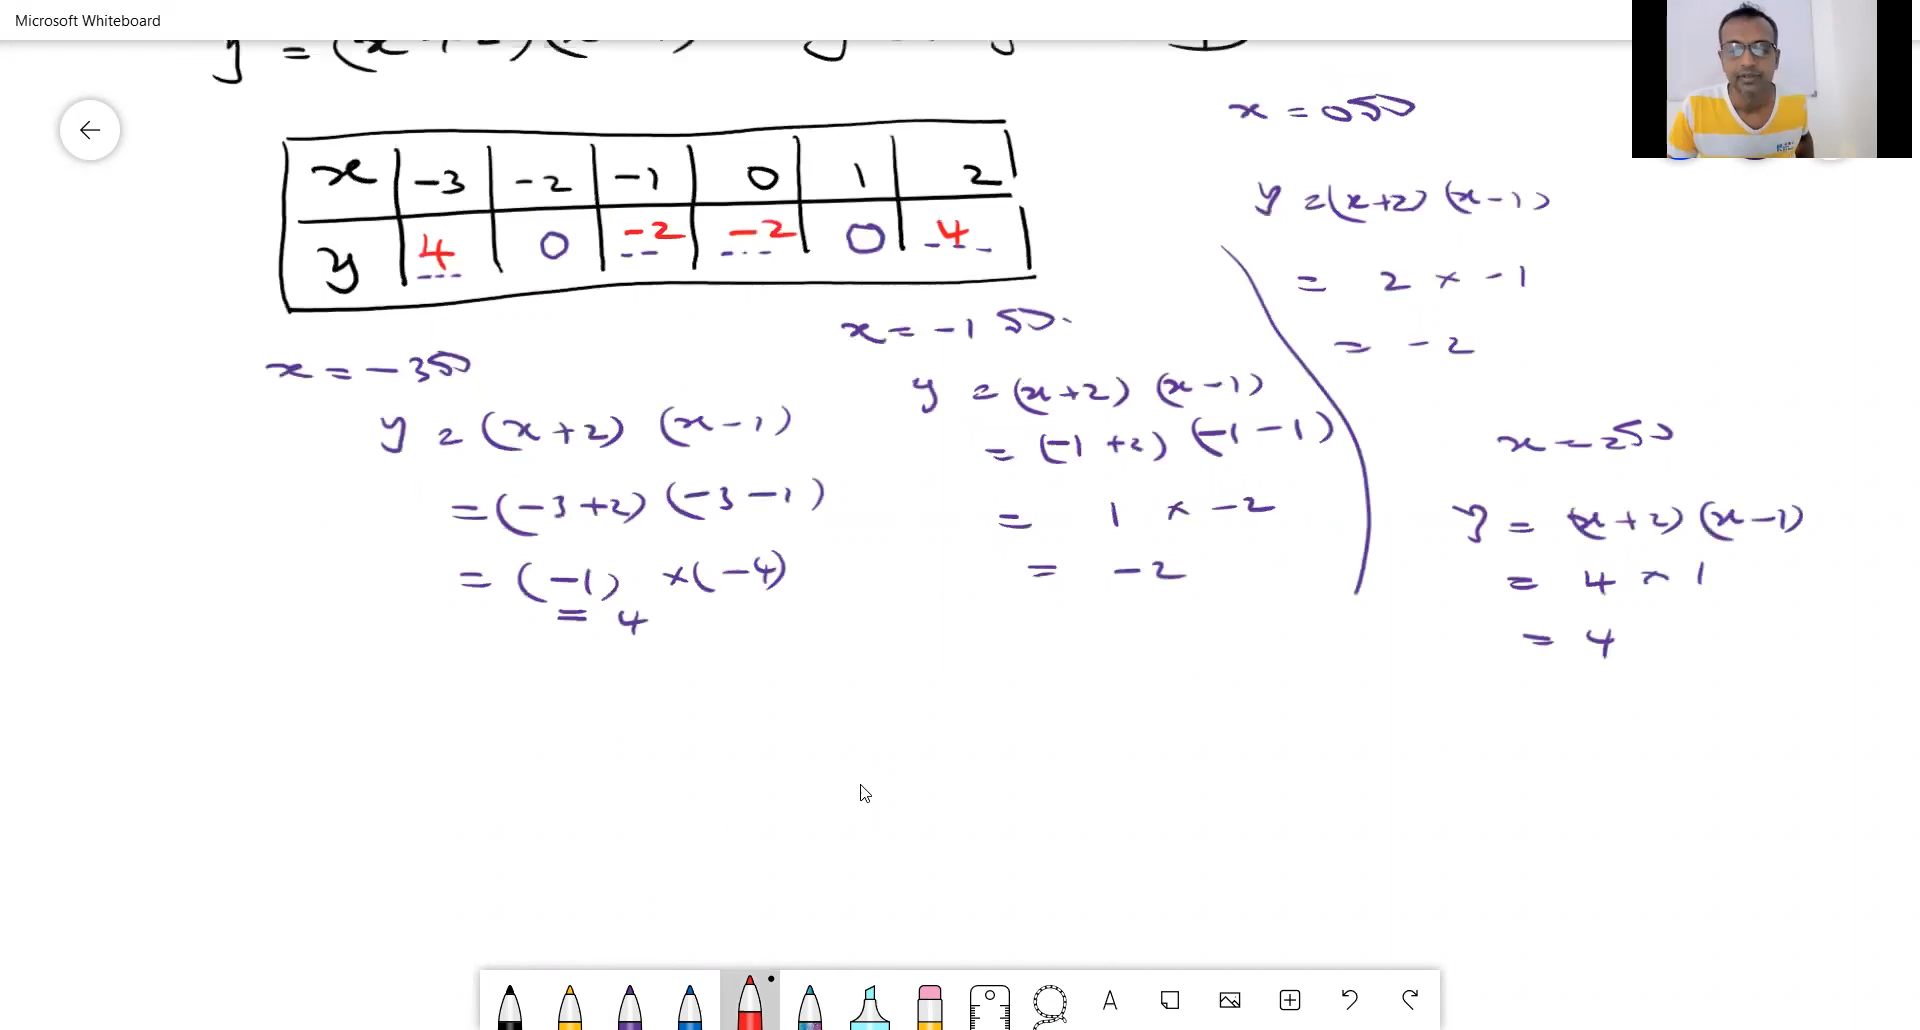 Microsoft Whiteboard
x -3 -2 -1 0 1 2
y 4 0 -2 -2 0 4
x = -3
y = (x+2) (x-1)
= (-3+2) (-3-1)
= (-1) ×(-4)
= 4
x = -1
y = (x+2) (x-1)
= (-1+2) (-1-1)
= 1 × -2
= -2
x = 0
y = (x+2) (x-1)
= 2 × -1
= -2
x = 2
y = (x+2) (x-1)
= 4 × 1
= 4